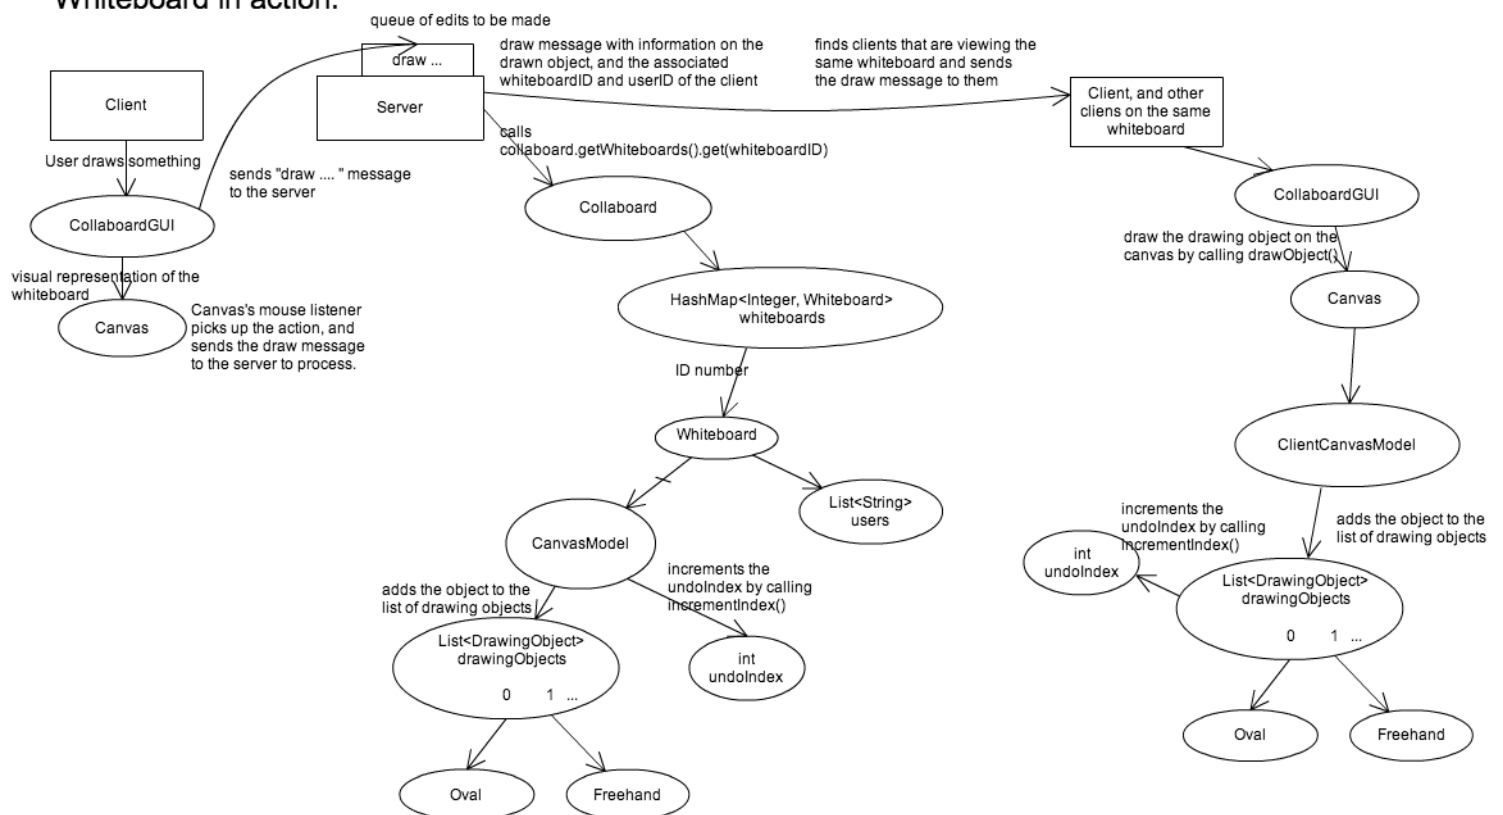 Whiteboard in action:
queue of edits to be made
draw ...
draw message with information on the
drawn object, and the associated
whiteboardID and userID of the client
finds clients that are viewing the
same whiteboard and sends
the draw message to them
Client
Server
Client, and other
cliens on the same
whiteboard
calls
collaboard.getWhiteboards().get(whiteboardID)
User draws something
sends "draw .... " message
to the server
CollaboardGUI
Collaboard
CollaboardGUI
draw the drawing object on the
canvas by calling drawObject()
visual representation of the
whiteboard
Canvas
Canvas's mouse listener
picks up the action, and
sends the draw message
to the server to process.
HashMap<Integer, Whiteboard>
whiteboards
Canvas
ID number
Whiteboard
ClientCanvasModel
List<String>
users
CanvasModel
increments the
undoIndex by calling
incrementIndex()
adds the object to the
list of drawing objects
int
undoIndex
increments the
undoIndex by calling
incrementIndex()
adds the object to the
list of drawing objects
List<DrawingObject>
drawingObjects
0 1 ...
List<DrawingObject>
drawingObjects
0 1 ...
int
undoIndex
Oval
Freehand
Oval
Freehand